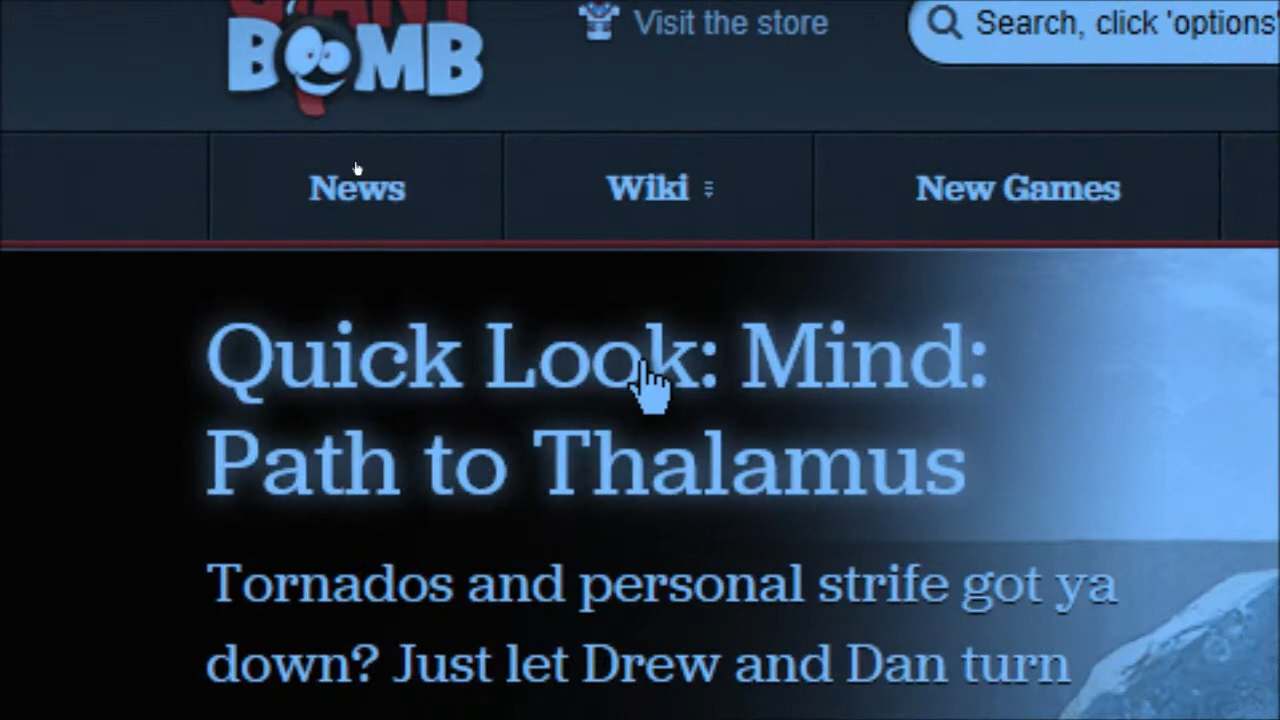 GIANT
BOMB
Visit the store
Search, click 'options'
News
Wiki
New Games
Quick Look: Mind:
Path to Thalamus
Tornados and personal strife got ya
down? Just let Drew and Dan turn